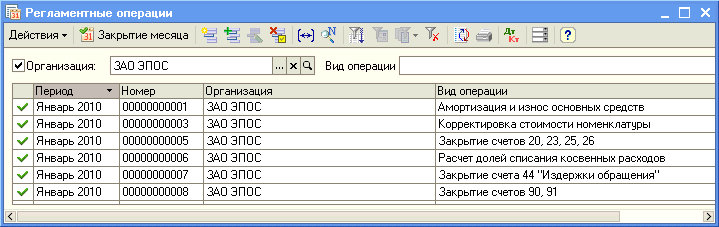 Регламентные операции
Действия Закрытие месяца ? Дт Кт
Организация: ЗАО ЭПОС ... Вид операции
Период Номер Организация Вид операции
Январь 2010 00000000001 ЗАО ЭПОС Амортизация и износ основных средств
Январь 2010 00000000003 ЗАО ЭПОС Корректировка стоимости номенклатуры
Январь 2010 00000000005 ЗАО ЭПОС Закрытие счетов 20, 23, 25, 26
Январь 2010 00000000006 ЗАО ЭПОС Расчет долей списания косвенных расходов
Январь 2010 00000000007 ЗАО ЭПОС Закрытие счета 44 "Издержки обращения"
Январь 2010 00000000008 ЗАО ЭПОС Закрытие счетов 90, 91